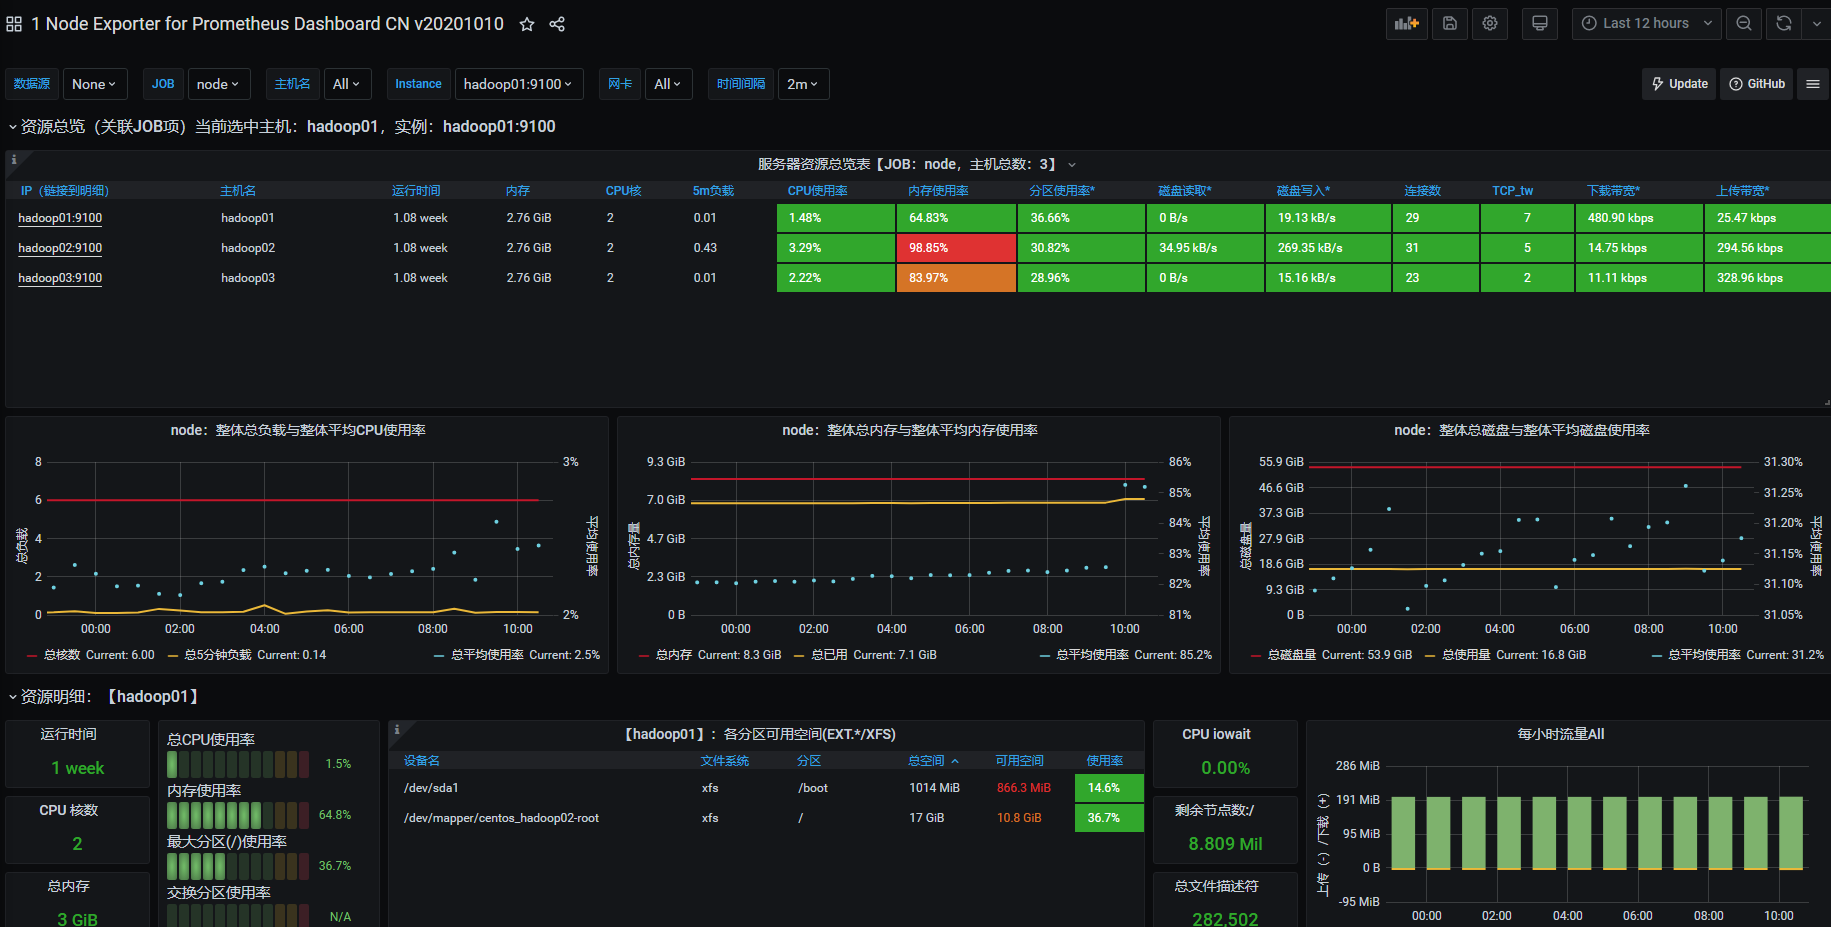 1 Node Exporter for Prometheus Dashboard CN v20201010
Last 12 hours
数据源 None JOB node 主机名 All Instance hadoop01:9100 网卡 All 时间间隔 2m
Update GitHub
资源总览（关联JOB项）当前选中主机：hadoop01，实例：hadoop01:9100
服务器资源总览表【JOB：node，主机总数：3】
IP（链接到明细） 主机名 运行时间 内存 CPU核 5m负载 CPU使用率 内存使用率 分区使用率* 磁盘读取* 磁盘写入* 连接数 TCP_tw 下载带宽* 上传带宽*
hadoop01:9100 hadoop01 1.08 week 2.76 GiB 2 0.01 1.48% 64.83% 36.66% 0 B/s 19.13 kB/s 29 7 480.90 kbps 25.47 kbps
hadoop02:9100 hadoop02 1.08 week 2.76 GiB 2 0.43 3.29% 98.85% 30.82% 34.95 kB/s 269.35 kB/s 31 5 14.75 kbps 294.56 kbps
hadoop03:9100 hadoop03 1.08 week 2.76 GiB 2 0.01 2.22% 83.97% 28.96% 0 B/s 15.16 kB/s 23 2 11.11 kbps 328.96 kbps
node：整体总负载与整体平均CPU使用率
8
6
4
2
0
总负载
3%
2%
平均使用率
00:00 02:00 04:00 06:00 08:00 10:00
总核数 Current: 6.00 总5分钟负载 Current: 0.14 总平均使用率 Current: 2.5%
node：整体总内存与整体平均内存使用率
9.3 GiB
7.0 GiB
4.7 GiB
2.3 GiB
0 B
总内存量
86%
85%
84%
83%
82%
81%
平均使用率
00:00 02:00 04:00 06:00 08:00 10:00
总内存 Current: 8.3 GiB 总已用 Current: 7.1 GiB 总平均使用率 Current: 85.2%
node：整体总磁盘与整体平均磁盘使用率
55.9 GiB
46.6 GiB
37.3 GiB
27.9 GiB
18.6 GiB
9.3 GiB
0 B
总磁盘量
31.30%
31.25%
31.20%
31.15%
31.10%
31.05%
平均使用率
00:00 02:00 04:00 06:00 08:00 10:00
总磁盘量 Current: 53.9 GiB 总使用量 Current: 16.8 GiB 总平均使用率 Current: 31.2%
资源明细：【hadoop01】
运行时间
1 week
CPU 核数
2
总内存
3 GiB
总CPU使用率
1.5%
内存使用率
64.8%
最大分区(/)使用率
36.7%
交换分区使用率
N/A
【hadoop01】：各分区可用空间(EXT.*/XFS)
设备名 文件系统 分区 总空间 可用空间 使用率
/dev/sda1 xfs /boot 1014 MiB 866.3 MiB 14.6%
/dev/mapper/centos_hadoop02-root xfs / 17 GiB 10.8 GiB 36.7%
CPU iowait
0.00%
剩余节点数:/
8.809 Mil
总文件描述符
282,502
每小时流量All
286 MiB
191 MiB
95 MiB
0 B
-95 MiB
上传（-）/下载（+）
00:00 02:00 04:00 06:00 08:00 10:00